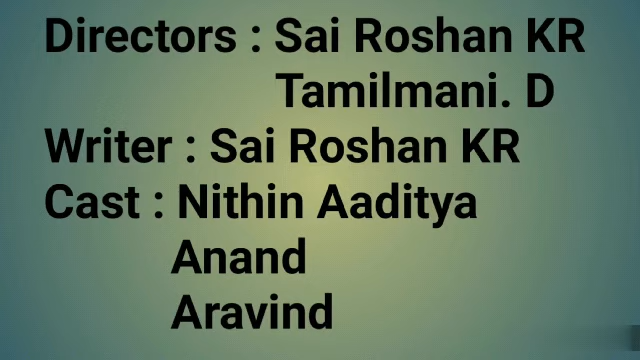 Directors : Sai Roshan KR
Tamilmani. D
Writer : Sai Roshan KR
Cast : Nithin Aaditya
Anand
Aravind